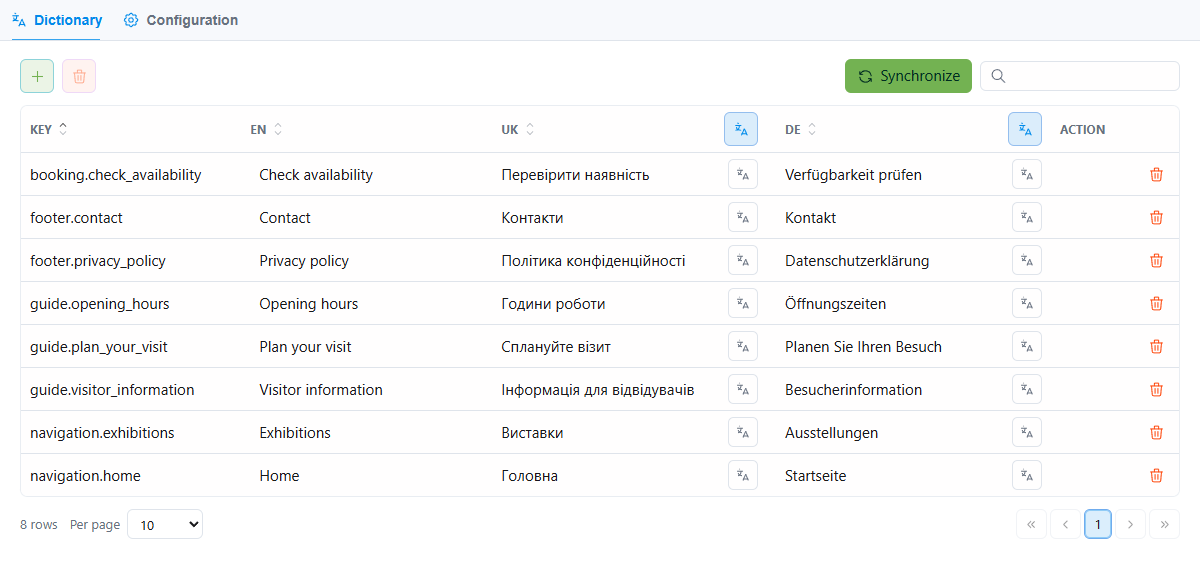 Dictionary Configuration
Synchronize
KEY EN UK DE ACTION
booking.check_availability Check availability Перевірити наявність Verfügbarkeit prüfen
footer.contact Contact Контакти Kontakt
footer.privacy_policy Privacy policy Політика конфіденційності Datenschutzerklärung
guide.opening_hours Opening hours Години роботи Öffnungszeiten
guide.plan_your_visit Plan your visit Сплануйте візит Planen Sie Ihren Besuch
guide.visitor_information Visitor information Інформація для відвідувачів Besucherinformation
navigation.exhibitions Exhibitions Виставки Ausstellungen
navigation.home Home Головна Startseite
8 rows Per page 10 « ‹ 1 › »